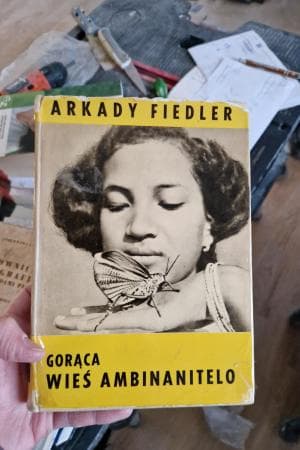 ARKADY FIEDLER
GORĄCA
WIEŚ AMBINANITELO